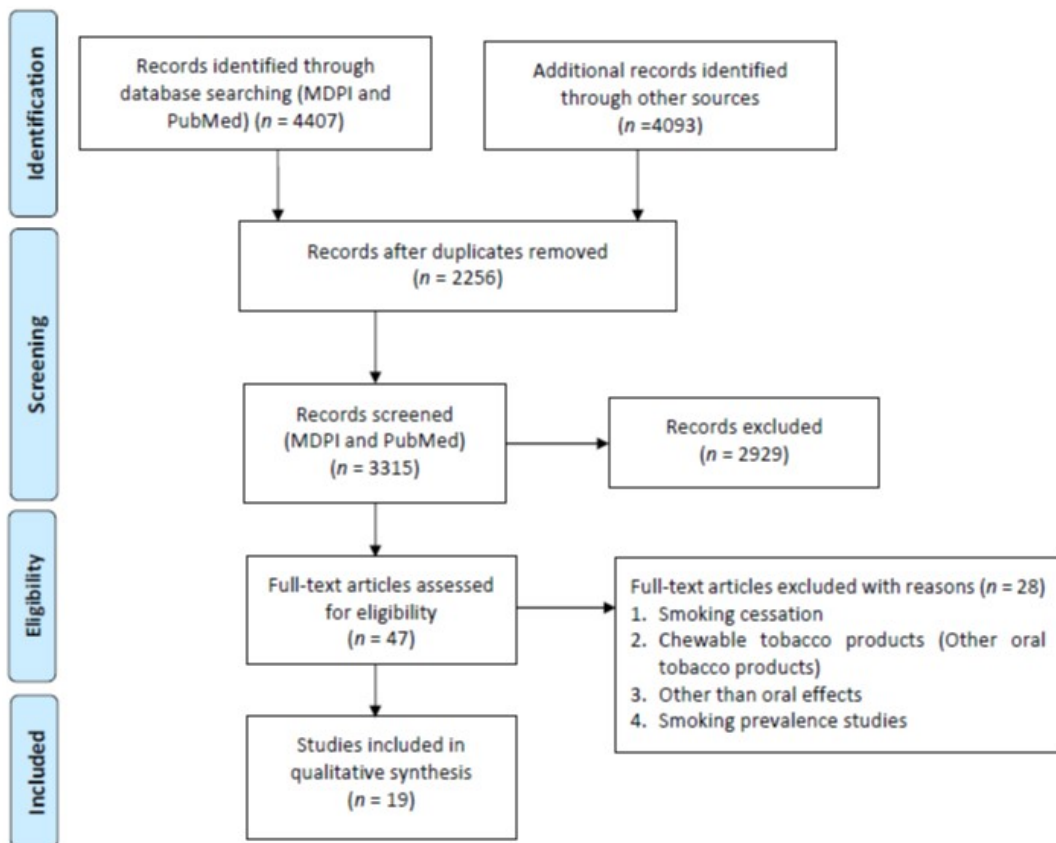 Identification
Records identified through
database searching (MDPI and
PubMed) (n = 4407)
Additional records identified
through other sources
(n =4093)
Screening
Records after duplicates removed
(n = 2256)
Records screened
(MDPI and PubMed)
(n = 3315)
Records excluded
(n = 2929)
Eligibility
Full-text articles assessed
for eligibility
(n = 47)
Full-text articles excluded with reasons (n = 28)
1. Smoking cessation
2. Chewable tobacco products (Other oral
tobacco products)
3. Other than oral effects
4. Smoking prevalence studies
Included
Studies included in
qualitative synthesis
(n = 19)